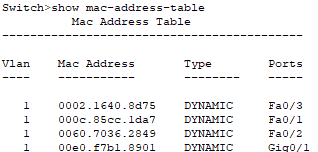 Switch>show mac-address-table
Mac Address Table
-------------------------------------------
Vlan Mac Address Type Ports
---- ----------- -------- -----
1 0002.1640.8d75 DYNAMIC Fa0/3
1 000c.85cc.1da7 DYNAMIC Fa0/1
1 0060.7036.2849 DYNAMIC Fa0/2
1 00e0.f7b1.8901 DYNAMIC Gig0/1